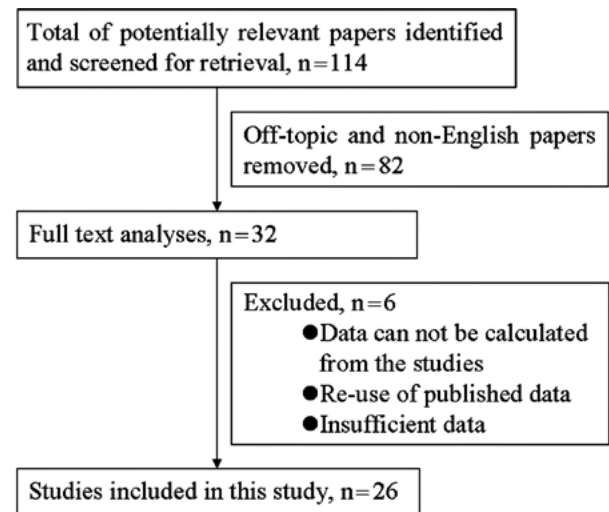 Total of potentially relevant papers identified
and screened for retrieval, n=114
Off-topic and non-English papers
removed, n=82
Full text analyses, n=32
Excluded, n=6
●Data can not be calculated
from the studies
●Re-use of published data
●Insufficient data
Studies included in this study, n=26